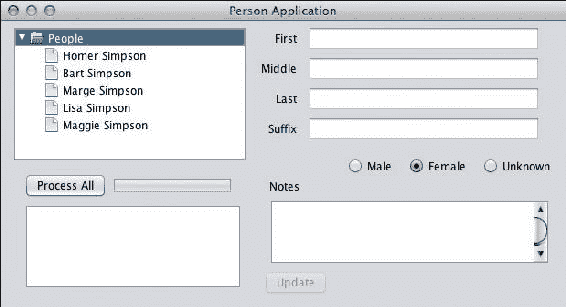 Person Application
People
Homer Simpson
Bart Simpson
Marge Simpson
Lisa Simpson
Maggie Simpson
Process All
First
Middle
Last
Suffix
Male Female Unknown
Notes
Update